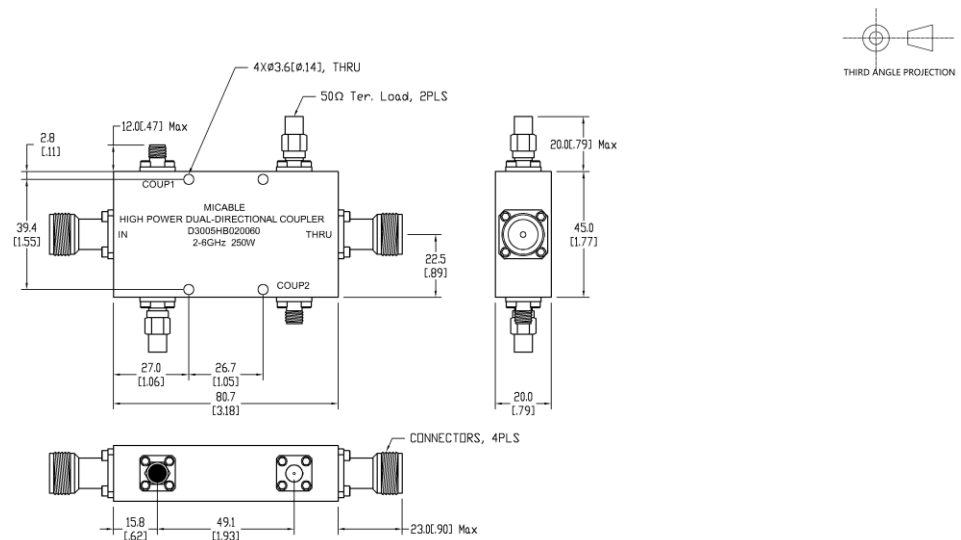 THIRD ANGLE PROJECTION
4XØ3.6[Ø.14], THRU
50Ω Ter. Load, 2PLS
12.0[.47] Max
2.8
[.11]
20.0[.79] Max
COUP1
MICABLE
HIGH POWER DUAL-DIRECTIONAL COUPLER
D3005HB020060
2-6GHz 250W
IN
THRU
39.4
[1.55]
45.0
[1.77]
22.5
[.89]
COUP2
27.0
[1.06]
26.7
[1.05]
80.7
[3.18]
20.0
[.79]
CONNECTORS, 4PLS
15.8
[.62]
49.1
[1.93]
23.0[.90] Max